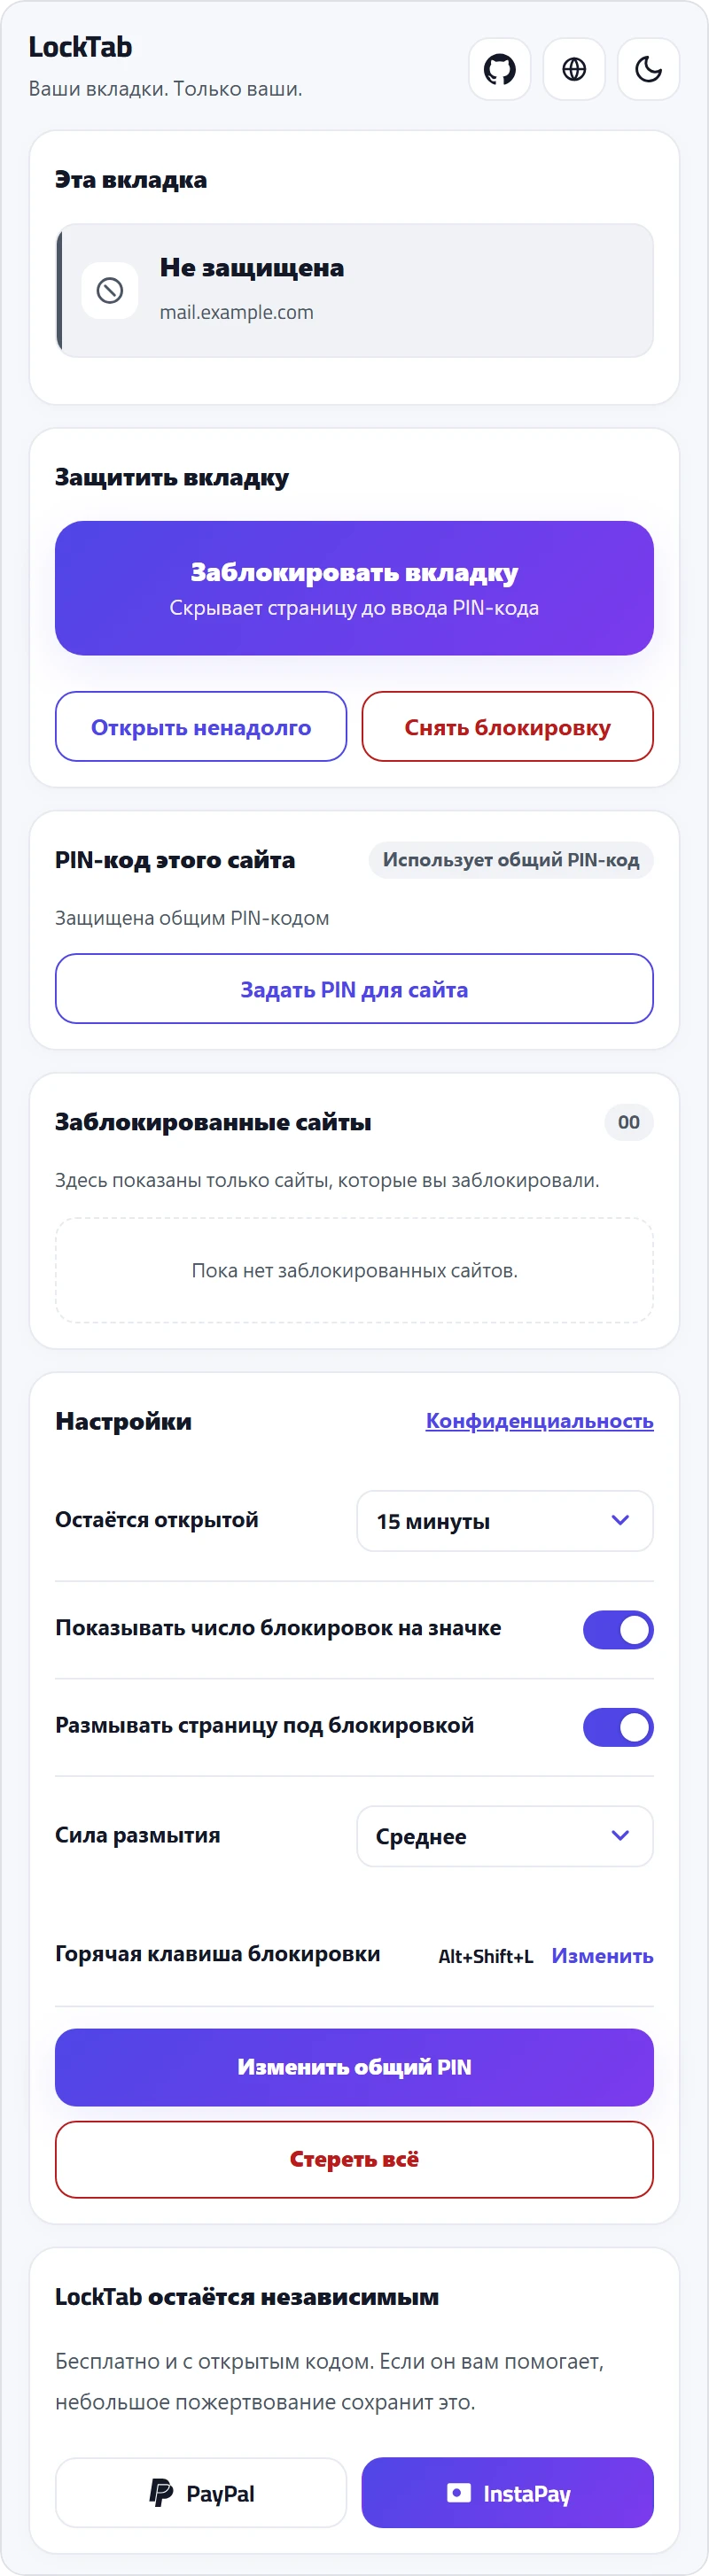 LockTab
Ваши вкладки. Только ваши.
Эта вкладка
Не защищена
mail.example.com
Защитить вкладку
Заблокировать вкладку
Скрывает страницу до ввода PIN-кода
Открыть ненадолго
Снять блокировку
PIN-код этого сайта
Использует общий PIN-код
Защищена общим PIN-кодом
Задать PIN для сайта
Заблокированные сайты
00
Здесь показаны только сайты, которые вы заблокировали.
Пока нет заблокированных сайтов.
Настройки
Конфиденциальность
Остаётся открытой
15 минуты
Показывать число блокировок на значке
Размывать страницу под блокировкой
Сила размытия
Среднее
Горячая клавиша блокировки
Alt+Shift+L
Изменить
Изменить общий PIN
Стереть всё
LockTab остаётся независимым
Бесплатно и с открытым кодом. Если он вам помогает,
небольшое пожертвование сохранит это.
PayPal
InstaPay